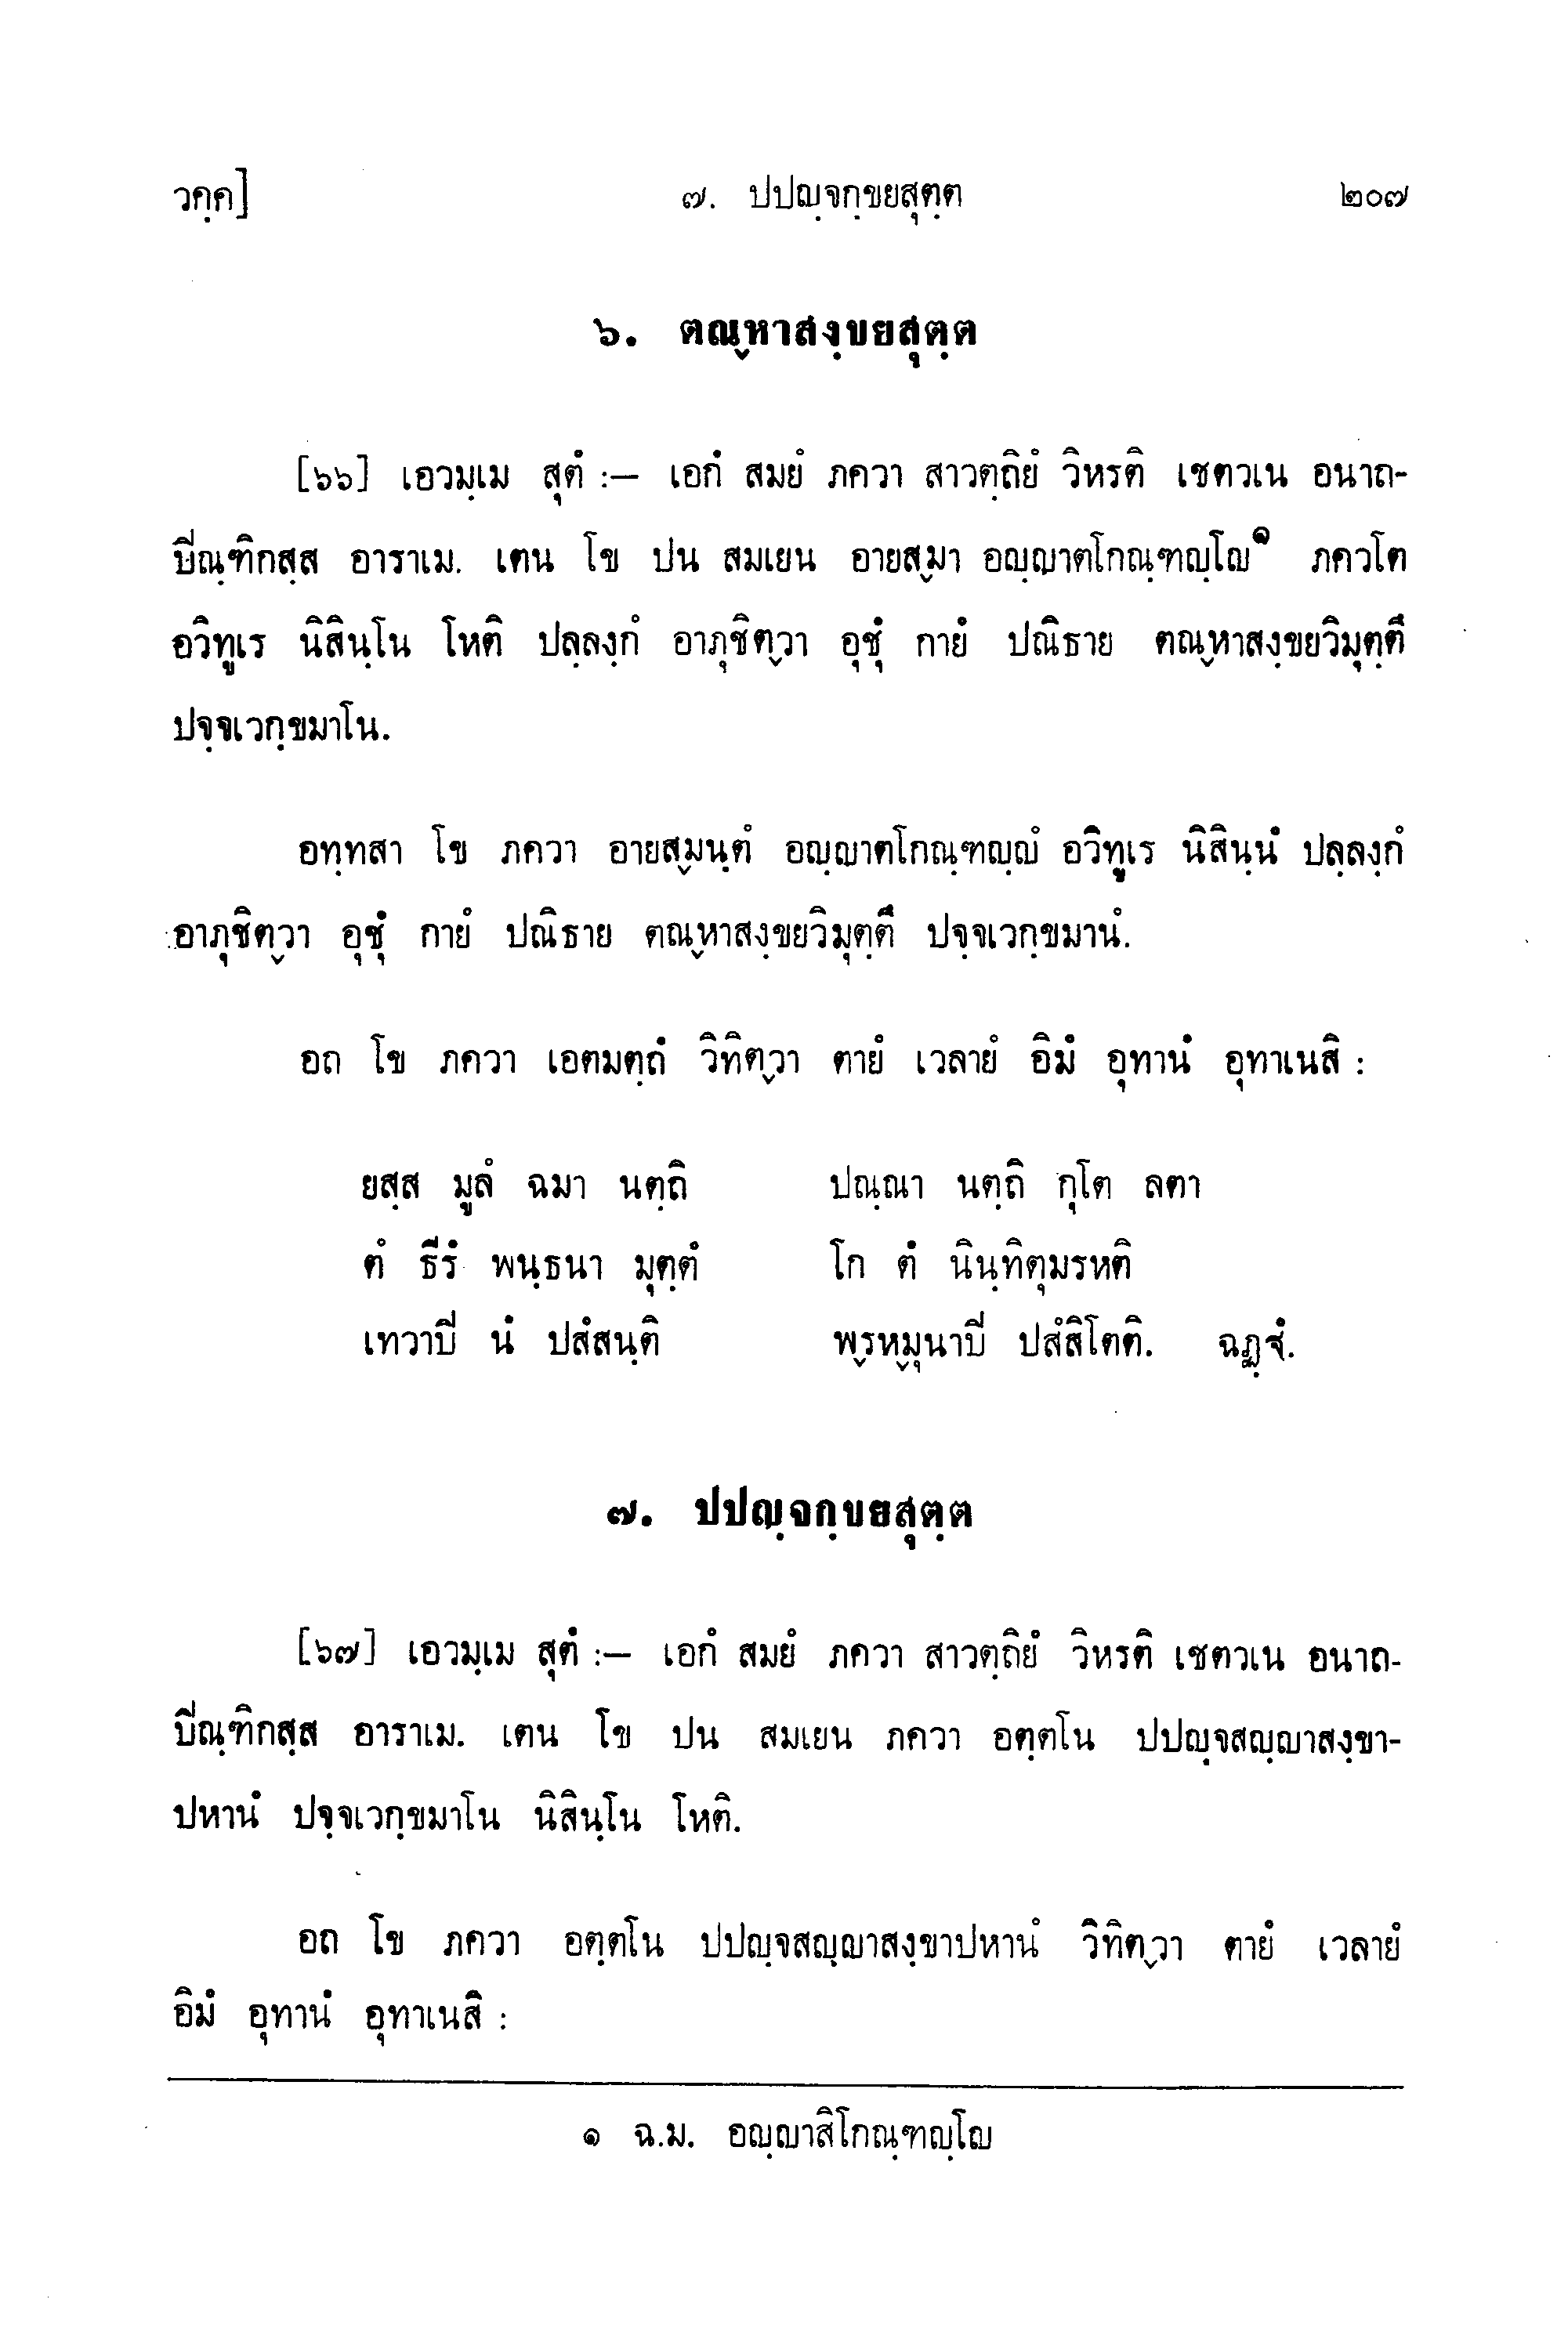 วคฺค] ๗. ปปญฺจกฺขยสุตฺต ๒๐๗
๖. ตณ๎หาสงฺขยสุตฺต
[๖๖] เอวมฺเม สุตํ :– เอกํ สมยํ ภควา สาวตฺถิยํ วิหรติ เชตวเน อนาถ-
ปิณฺฑิกสฺส อาราเม. เตน โข ปน สมเยน อายส๎มา อญฺญาตโกณฺฑญฺโญ๑ ภควโต
อวิทูเร นิสินฺโน โหติ ปลฺลงฺกํ อาภุชิต๎วา อุชุํ กายํ ปณิธาย ตณ๎หาสงฺขยวิมุตฺตึ
ปจฺจเวกฺขมาโน.
อทฺทสา โข ภควา อายส๎มนฺตํ อญฺญาตโกณฺฑญฺญํ อวิทูเร นิสินฺนํ ปลฺลงฺกํ
อาภุชิต๎วา อุชุํ กายํ ปณิธาย ตณ๎หาสงฺขยวิมุตฺตึ ปจฺจเวกฺขมานํ.
อถ โข ภควา เอตมตฺถํ วิทิต๎วา ตายํ เวลายํ อิมํ อุทานํ อุทาเนสิ :
ยสฺส มูลํ ฉมา นตฺถิ ปณฺณา นตฺถิ กุโต ลตา
ตํ ธีรํ พนฺธนา มุตฺตํ โก ตํ นินฺทิตุมรหติ
เทวาปิ นํ ปสํสนฺติ พ๎รห๎มุนาปิ ปสํสิโตติ. ฉฏฺฐํ.
๗. ปปญฺจกฺขยสุตฺต
[๖๗] เอวมฺเม สุตํ :– เอกํ สมยํ ภควา สาวตฺถิยํ วิหรติ เชตวเน อนาถ-
ปิณฺฑิกสฺส อาราเม. เตน โข ปน สมเยน ภควา อตฺตโน ปปญฺจสญฺญาสงฺขา-
ปหานํ ปจฺจเวกฺขมาโน นิสินฺโน โหติ.
อถ โข ภควา อตฺตโน ปปญฺจสญฺญาสงฺขาปหานํ วิทิต๎วา ตายํ เวลายํ
อิมํ อุทานํ อุทาเนสิ :
๑ ฉ.ม. อญฺญาสิโกณฺฑญฺโญ